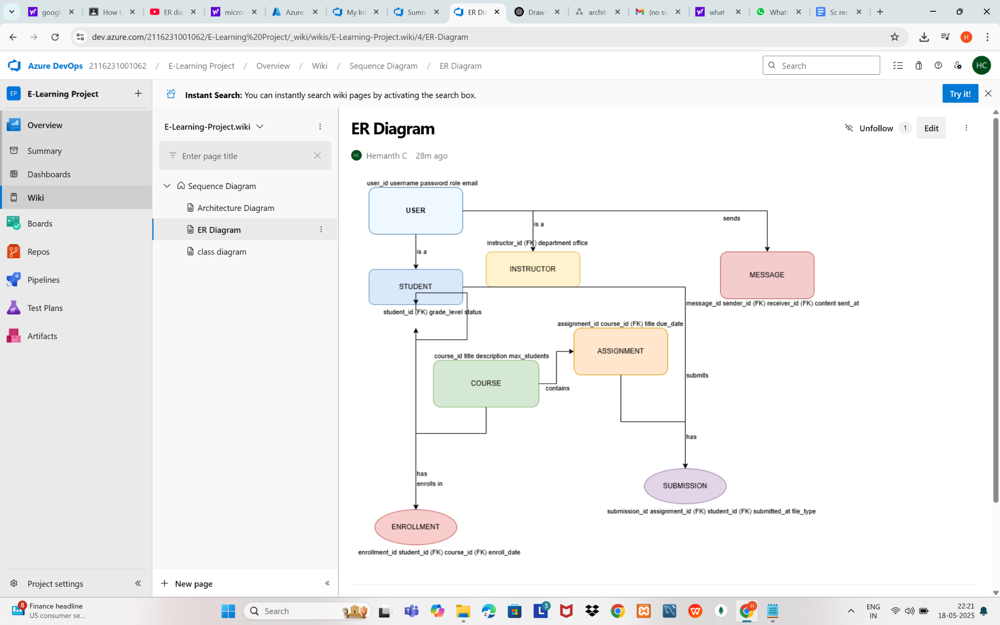 googl
How t
ER dia
micros
Azure
My Inf
Summ
ER Dia
Draw
archit
(no su
what
Whats
Sc rec
dev.azure.com/2116231001062/E-Learning%20Project/_wiki/wikis/E-Learning-Project.wiki/4/ER-Diagram
H
Azure DevOps 2116231001062 / E-Learning Project / Overview / Wiki / Sequence Diagram / ER Diagram
Search
HC
EP E-Learning Project
Instant Search: You can instantly search wiki pages by activating the search box.
Try it!
Overview
Summary
Dashboards
Wiki
Boards
Repos
Pipelines
Test Plans
Artifacts
Project settings
E-Learning-Project.wiki
Enter page title
Sequence Diagram
Architecture Diagram
ER Diagram
class diagram
New page
ER Diagram
Unfollow 1 Edit
HC Hemanth C 28m ago
user_id username password role email
USER
is a
sends
is a
instructor_id (FK) department office
INSTRUCTOR
MESSAGE
STUDENT
message_id sender_id (FK) receiver_id (FK) content sent_at
student_id (FK) grade_level status
assignment_id course_id (FK) title due_date
ASSIGNMENT
course_id title description max_students
COURSE
contains
submits
has
has
enrolls in
SUBMISSION
submission_id assignment_id (FK) student_id (FK) submitted_at file_type
ENROLLMENT
enrollment_id student_id (FK) course_id (FK) enroll_date
8
Finance headline
US consumer se...
Search
3
H
ENG
IN
22:21
18-05-2025